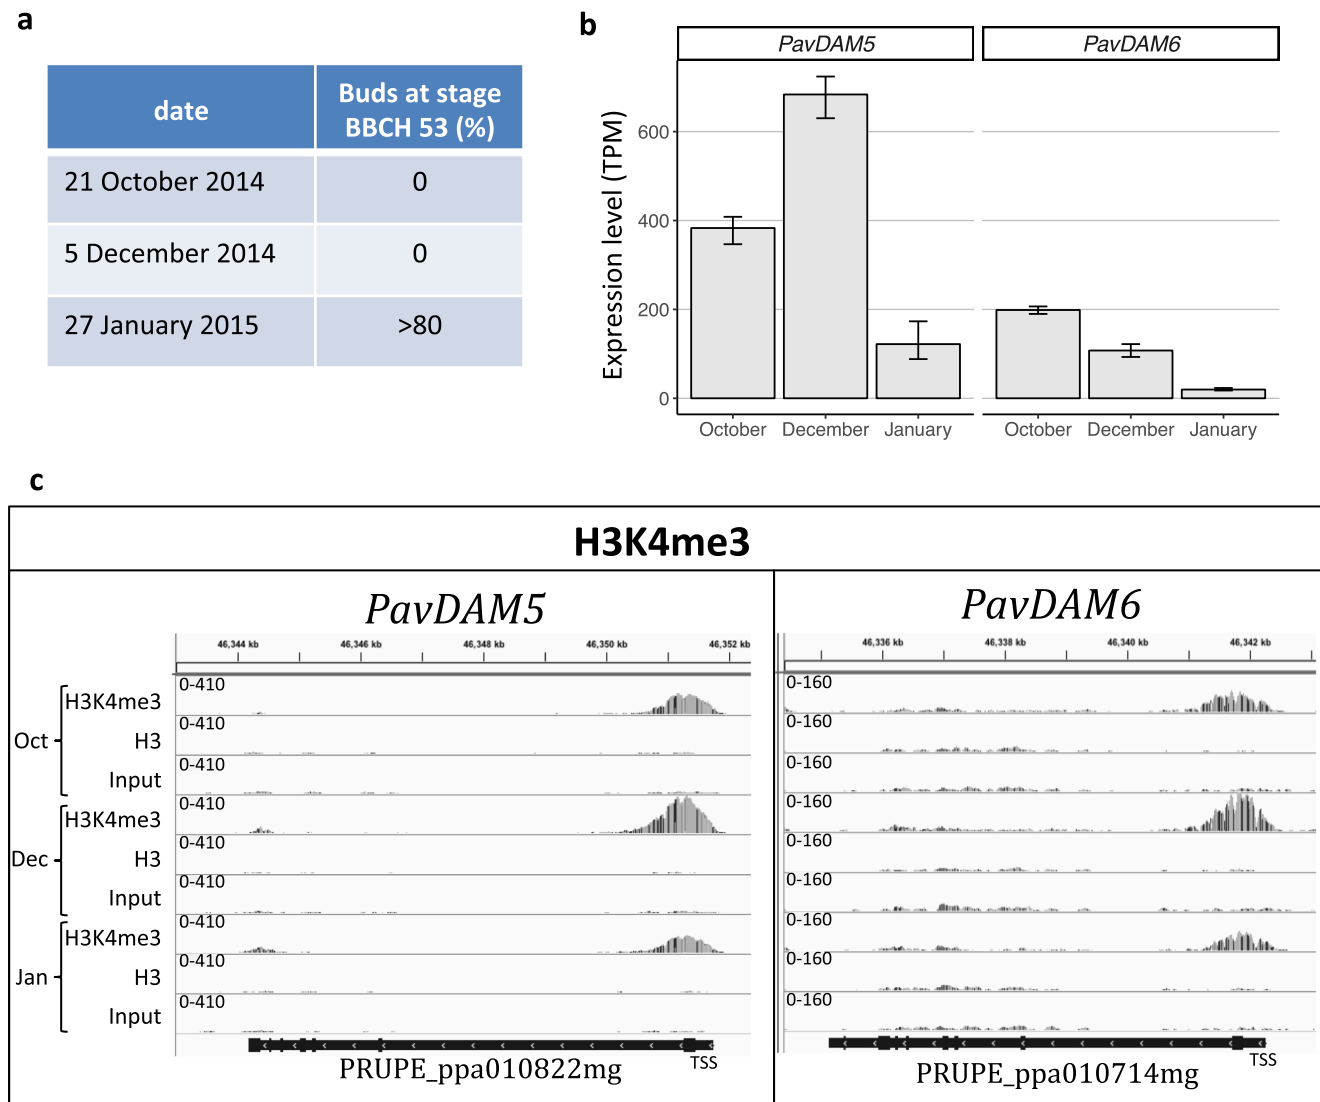 a
date
Buds at stage
BBCH 53 (%)
21 October 2014
0
5 December 2014
0
27 January 2015
>80
b
PavDAM5
PavDAM6
Expression level (TPM)
600
400
200
0
October
December
January
October
December
January
c
H3K4me3
PavDAM5
PavDAM6
46,344 kb
46,346 kb
46,348 kb
46,350 kb
46,352 kb
46,336 kb
46,338 kb
46,340 kb
46,342 kb
Oct
H3K4me3
0-410
0-160
H3
0-410
0-160
Input
0-410
0-160
Dec
H3K4me3
0-410
0-160
H3
0-410
0-160
Input
0-410
0-160
Jan
H3K4me3
0-410
0-160
H3
0-410
0-160
Input
0-410
0-160
TSS
PRUPE_ppa010822mg
TSS
PRUPE_ppa010714mg